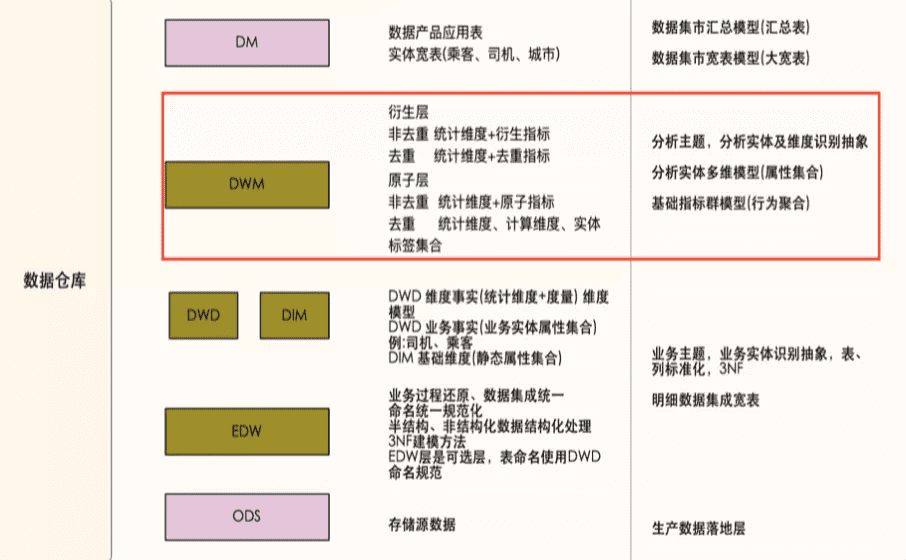 数据仓库
DM
数据产品应用表
实体宽表(乘客、司机、城市)
数据集市汇总模型(汇总表)
数据集市宽表模型(大宽表)
DWM
衍生层
非去重 统计维度+衍生指标
去重 统计维度+去重指标
原子层
非去重 统计维度+原子指标
去重 统计维度、计算维度、实体
标签集合
分析主题，分析实体及维度识别抽象
分析实体多维模型(属性集合)
基础指标群模型(行为聚合)
DWD
DIM
DWD 维度事实(统计维度+度量) 维度
模型
DWD 业务事实(业务实体属性集合)
例:司机、乘客
DIM 基础维度(静态属性集合)
业务主题，业务实体识别抽象，表、
列标准化，3NF
明细数据集成宽表
EDW
业务过程还原、数据集成统一
命名统一规范化
半结构、非结构化数据结构化处理
3NF建模方法
EDW层是可选层，表命名使用DWD
命名规范
ODS
存储源数据
生产数据落地层